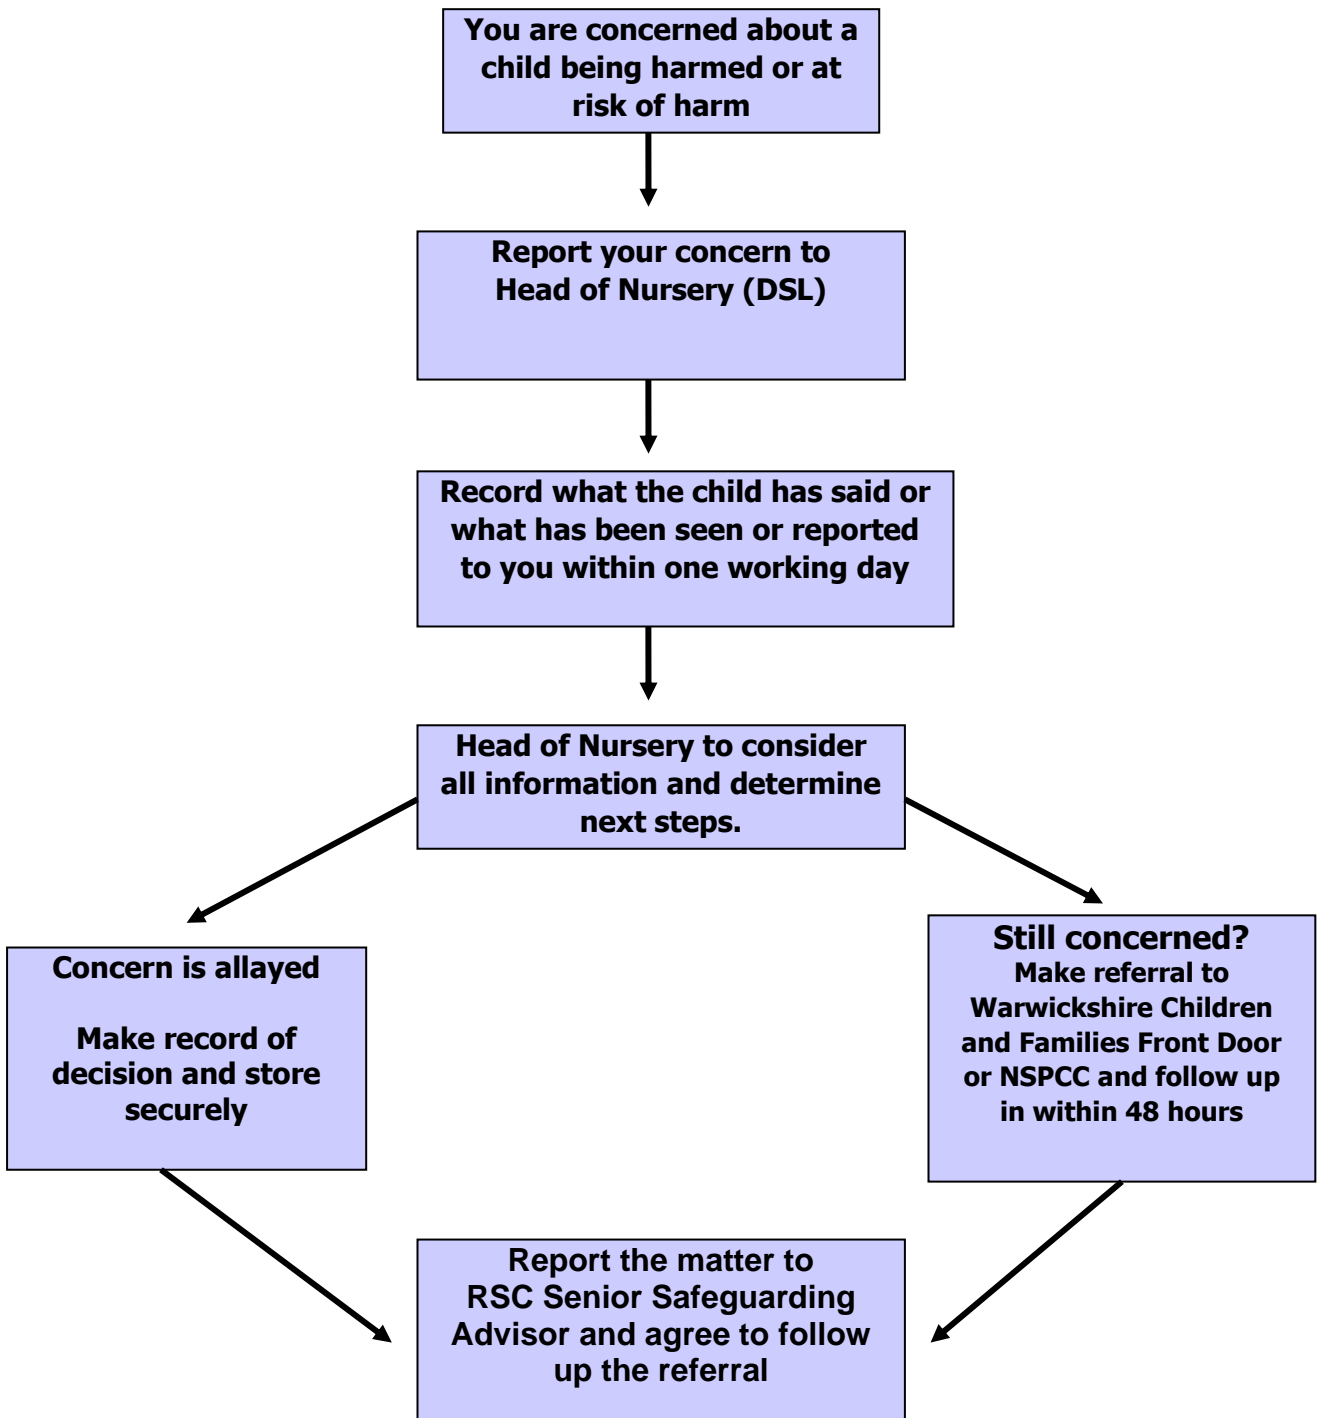 You are concerned about a
child being harmed or at
risk of harm
Report your concern to
Head of Nursery (DSL)
Record what the child has said or
what has been seen or reported
to you within one working day
Head of Nursery to consider
all information and determine
next steps.
Concern is allayed
Make record of
decision and store
securely
Still concerned?
Make referral to
Warwickshire Children
and Families Front Door
or NSPCC and follow up
in within 48 hours
Report the matter to
RSC Senior Safeguarding
Advisor and agree to follow
up the referral